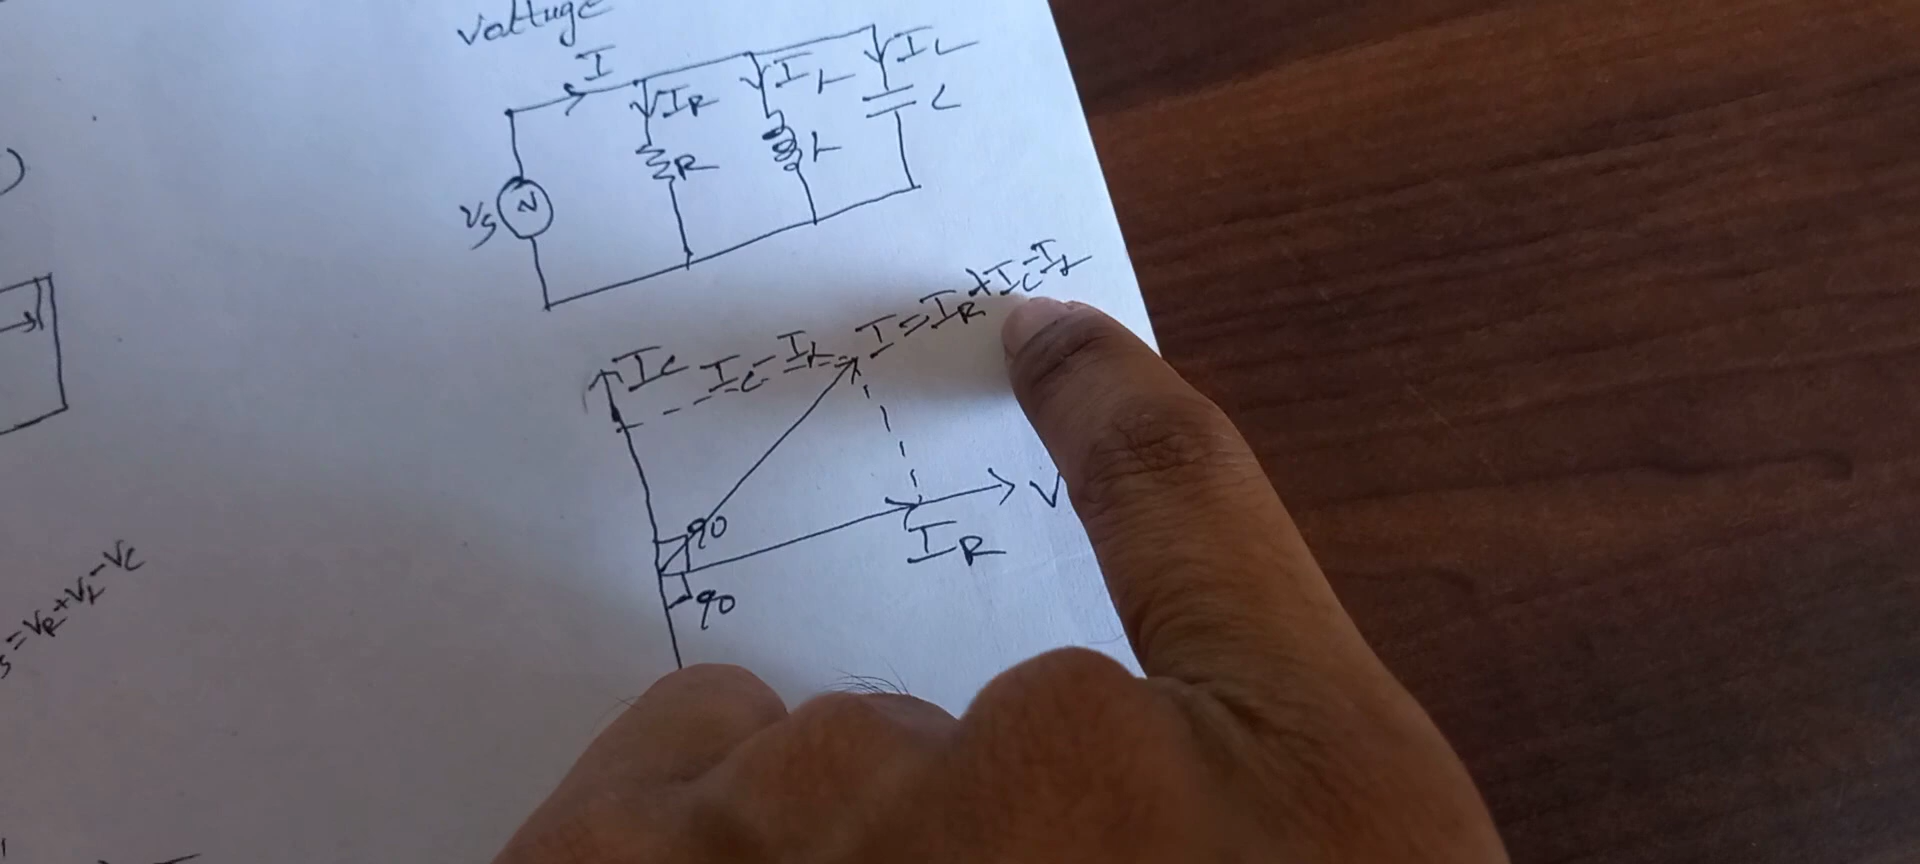 voltage
I
IR
IL
IC
R
L
C
Vs
N
I = IR + IC - IL
IC
IC - IL
90
V
IR
90
s = VR + VL - VC